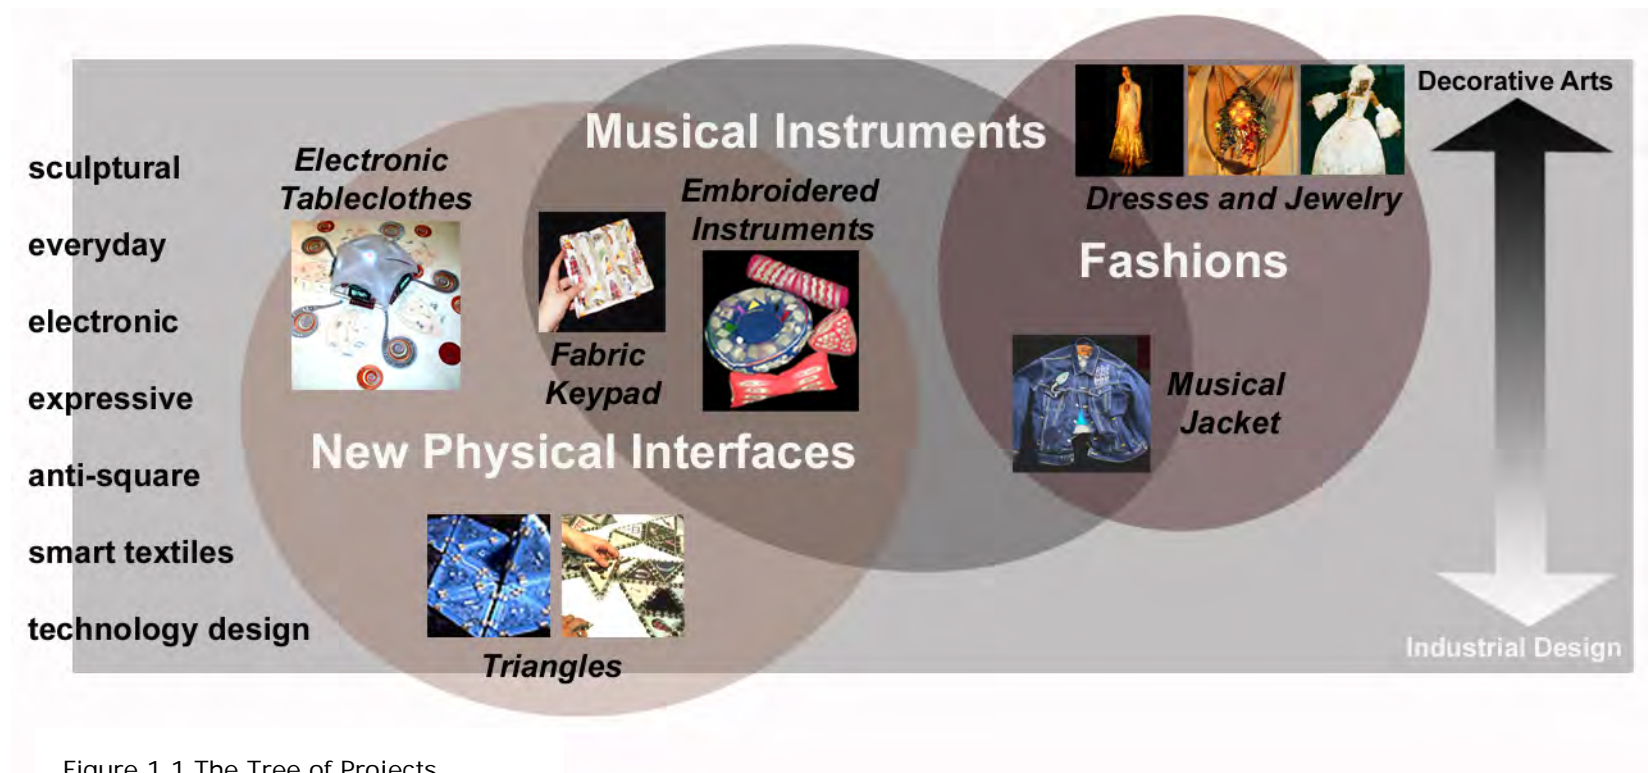 sculptural
everyday
electronic
expressive
anti-square
smart textiles
technology design
Electronic
Tableclothes
Musical Instruments
Embroidered
Instruments
Fabric
Keypad
New Physical Interfaces
Triangles
Dresses and Jewelry
Fashions
Musical
Jacket
Decorative Arts
Industrial Design
Figure 1.1 The Tree of Projects